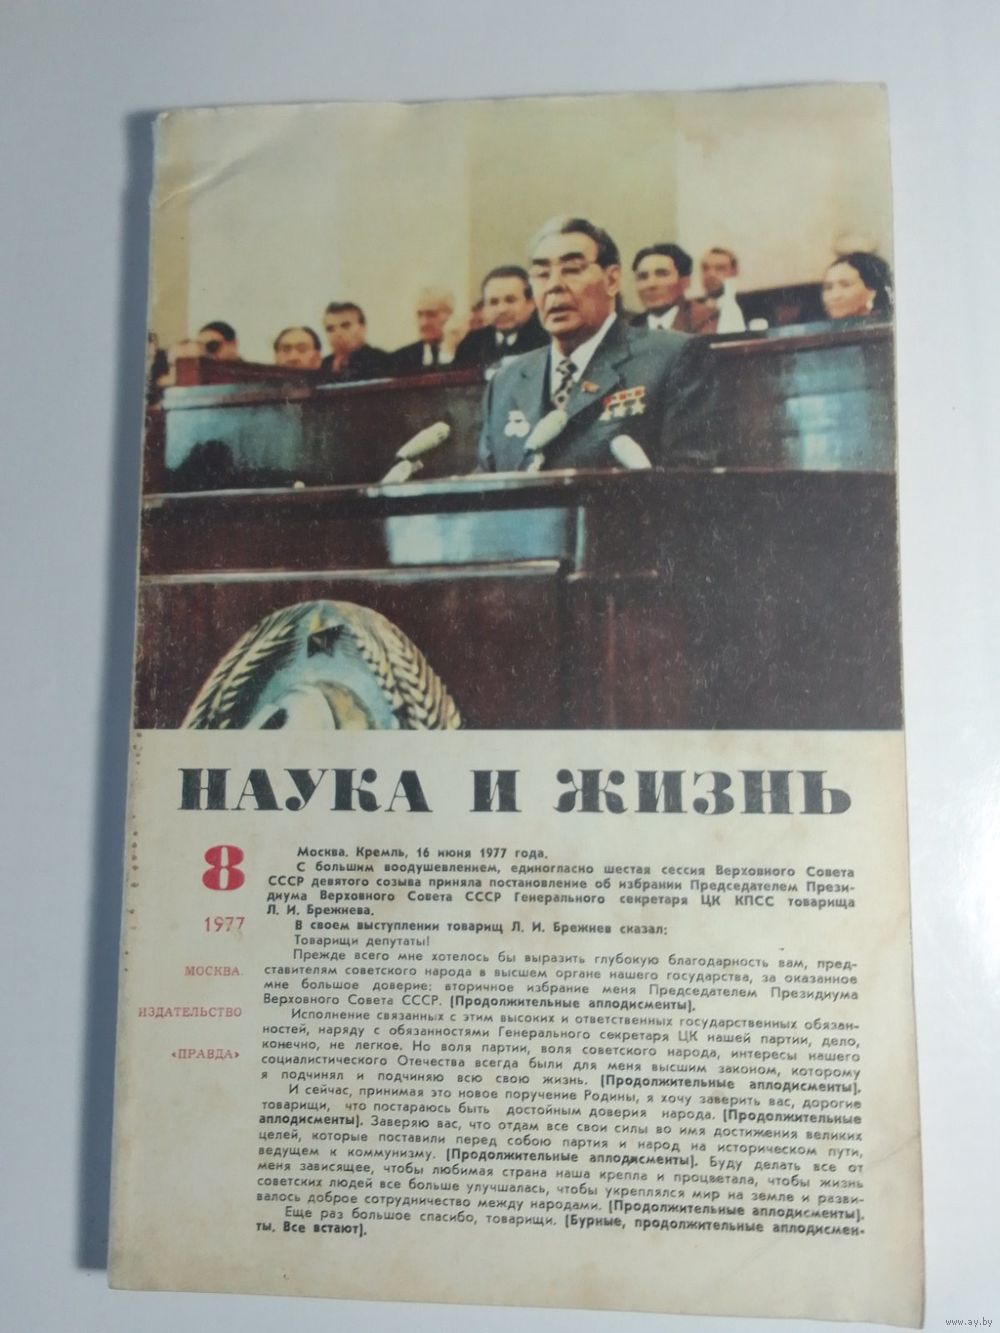 НАУКА И ЖИЗНЬ
8
1977
МОСКВА.
ИЗДАТЕЛЬСТВО
«ПРАВДА»
Москва. Кремль, 16 июня 1977 года.
С большим воодушевлением, единогласно шестая сессия Верховного Совета
СССР девятого созыва приняла постановление об избрании Председателем Прези-
диума Верховного Совета СССР Генерального секретаря ЦК КПСС товарища
Л. И. Брежнева.
В своем выступлении товарищ Л. И. Брежнев сказал:
Товарищи депутаты!
Прежде всего мне хотелось бы выразить глубокую благодарность вам, пред-
ставителям советского народа в высшем органе нашего государства, за оказанное
мне большое доверие: вторичное избрание меня Председателем Президиума
Верховного Совета СССР. [Продолжительные аплодисменты].
Исполнение связанных с этим высоких и ответственных государственных обязан-
ностей, наряду с обязанностями Генерального секретаря ЦК нашей партии, дело,
конечно, не легкое. Но воля партии, воля советского народа, интересы нашего
социалистического Отечества всегда были для меня высшим законом, которому
я подчинял и подчиняю всю свою жизнь. [Продолжительные аплодисменты].
И сейчас, принимая это новое поручение Родины, я хочу заверить вас, дорогие
товарищи, что постараюсь быть достойным доверия народа. [Продолжительные
аплодисменты]. Заверяю вас, что отдам все свои силы во имя достижения великих
целей, которые поставили перед собою партия и народ на историческом пути,
ведущем к коммунизму. [Продолжительные аплодисменты]. Буду делать все от
меня зависящее, чтобы любимая страна наша крепла и процветала, чтобы жизнь
советских людей все больше улучшалась, чтобы укреплялся мир на земле и разви-
валось доброе сотрудничество между народами. [Продолжительные аплодисменты].
Еще раз большое спасибо, товарищи. [Бурные, продолжительные аплодисмен-
ты. Все встают].
www.ay.by